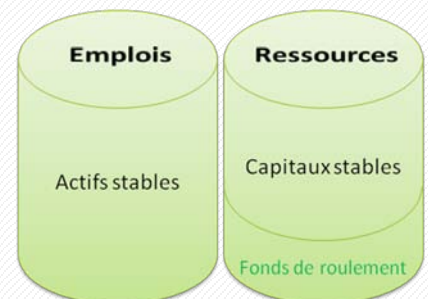 Emplois
Ressources
Actifs stables
Capitaux stables
Fonds de roulement